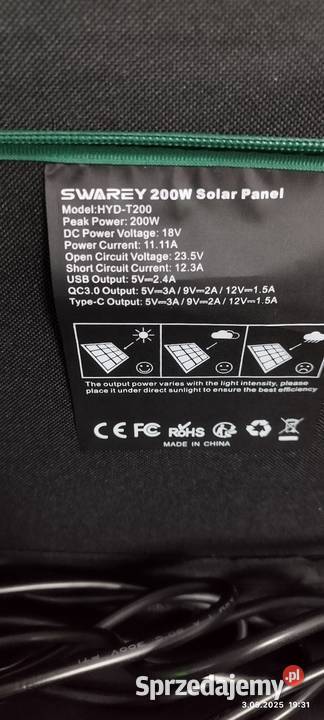 SWAREY 200W Solar Panel
Model:HYD-T200
Peak Power: 200W
DC Power Voltage: 18V
Power Current: 11.11A
Open Circuit Voltage: 23.5V
Short Circuit Current: 12.3A
USB Output: 5V⎓2.4A
QC3.0 Output: 5V⎓3A / 9V⎓2A / 12V⎓1.5A
Type-C Output: 5V⎓3A / 9V⎓2A / 12V⎓1.5A
The output power varies with the light intensity, please
place it under direct sunlight to ensure the best efficiency
CE FC RoHS
MADE IN CHINA
Sprzedajemy.pl
3.06.2025 19:31